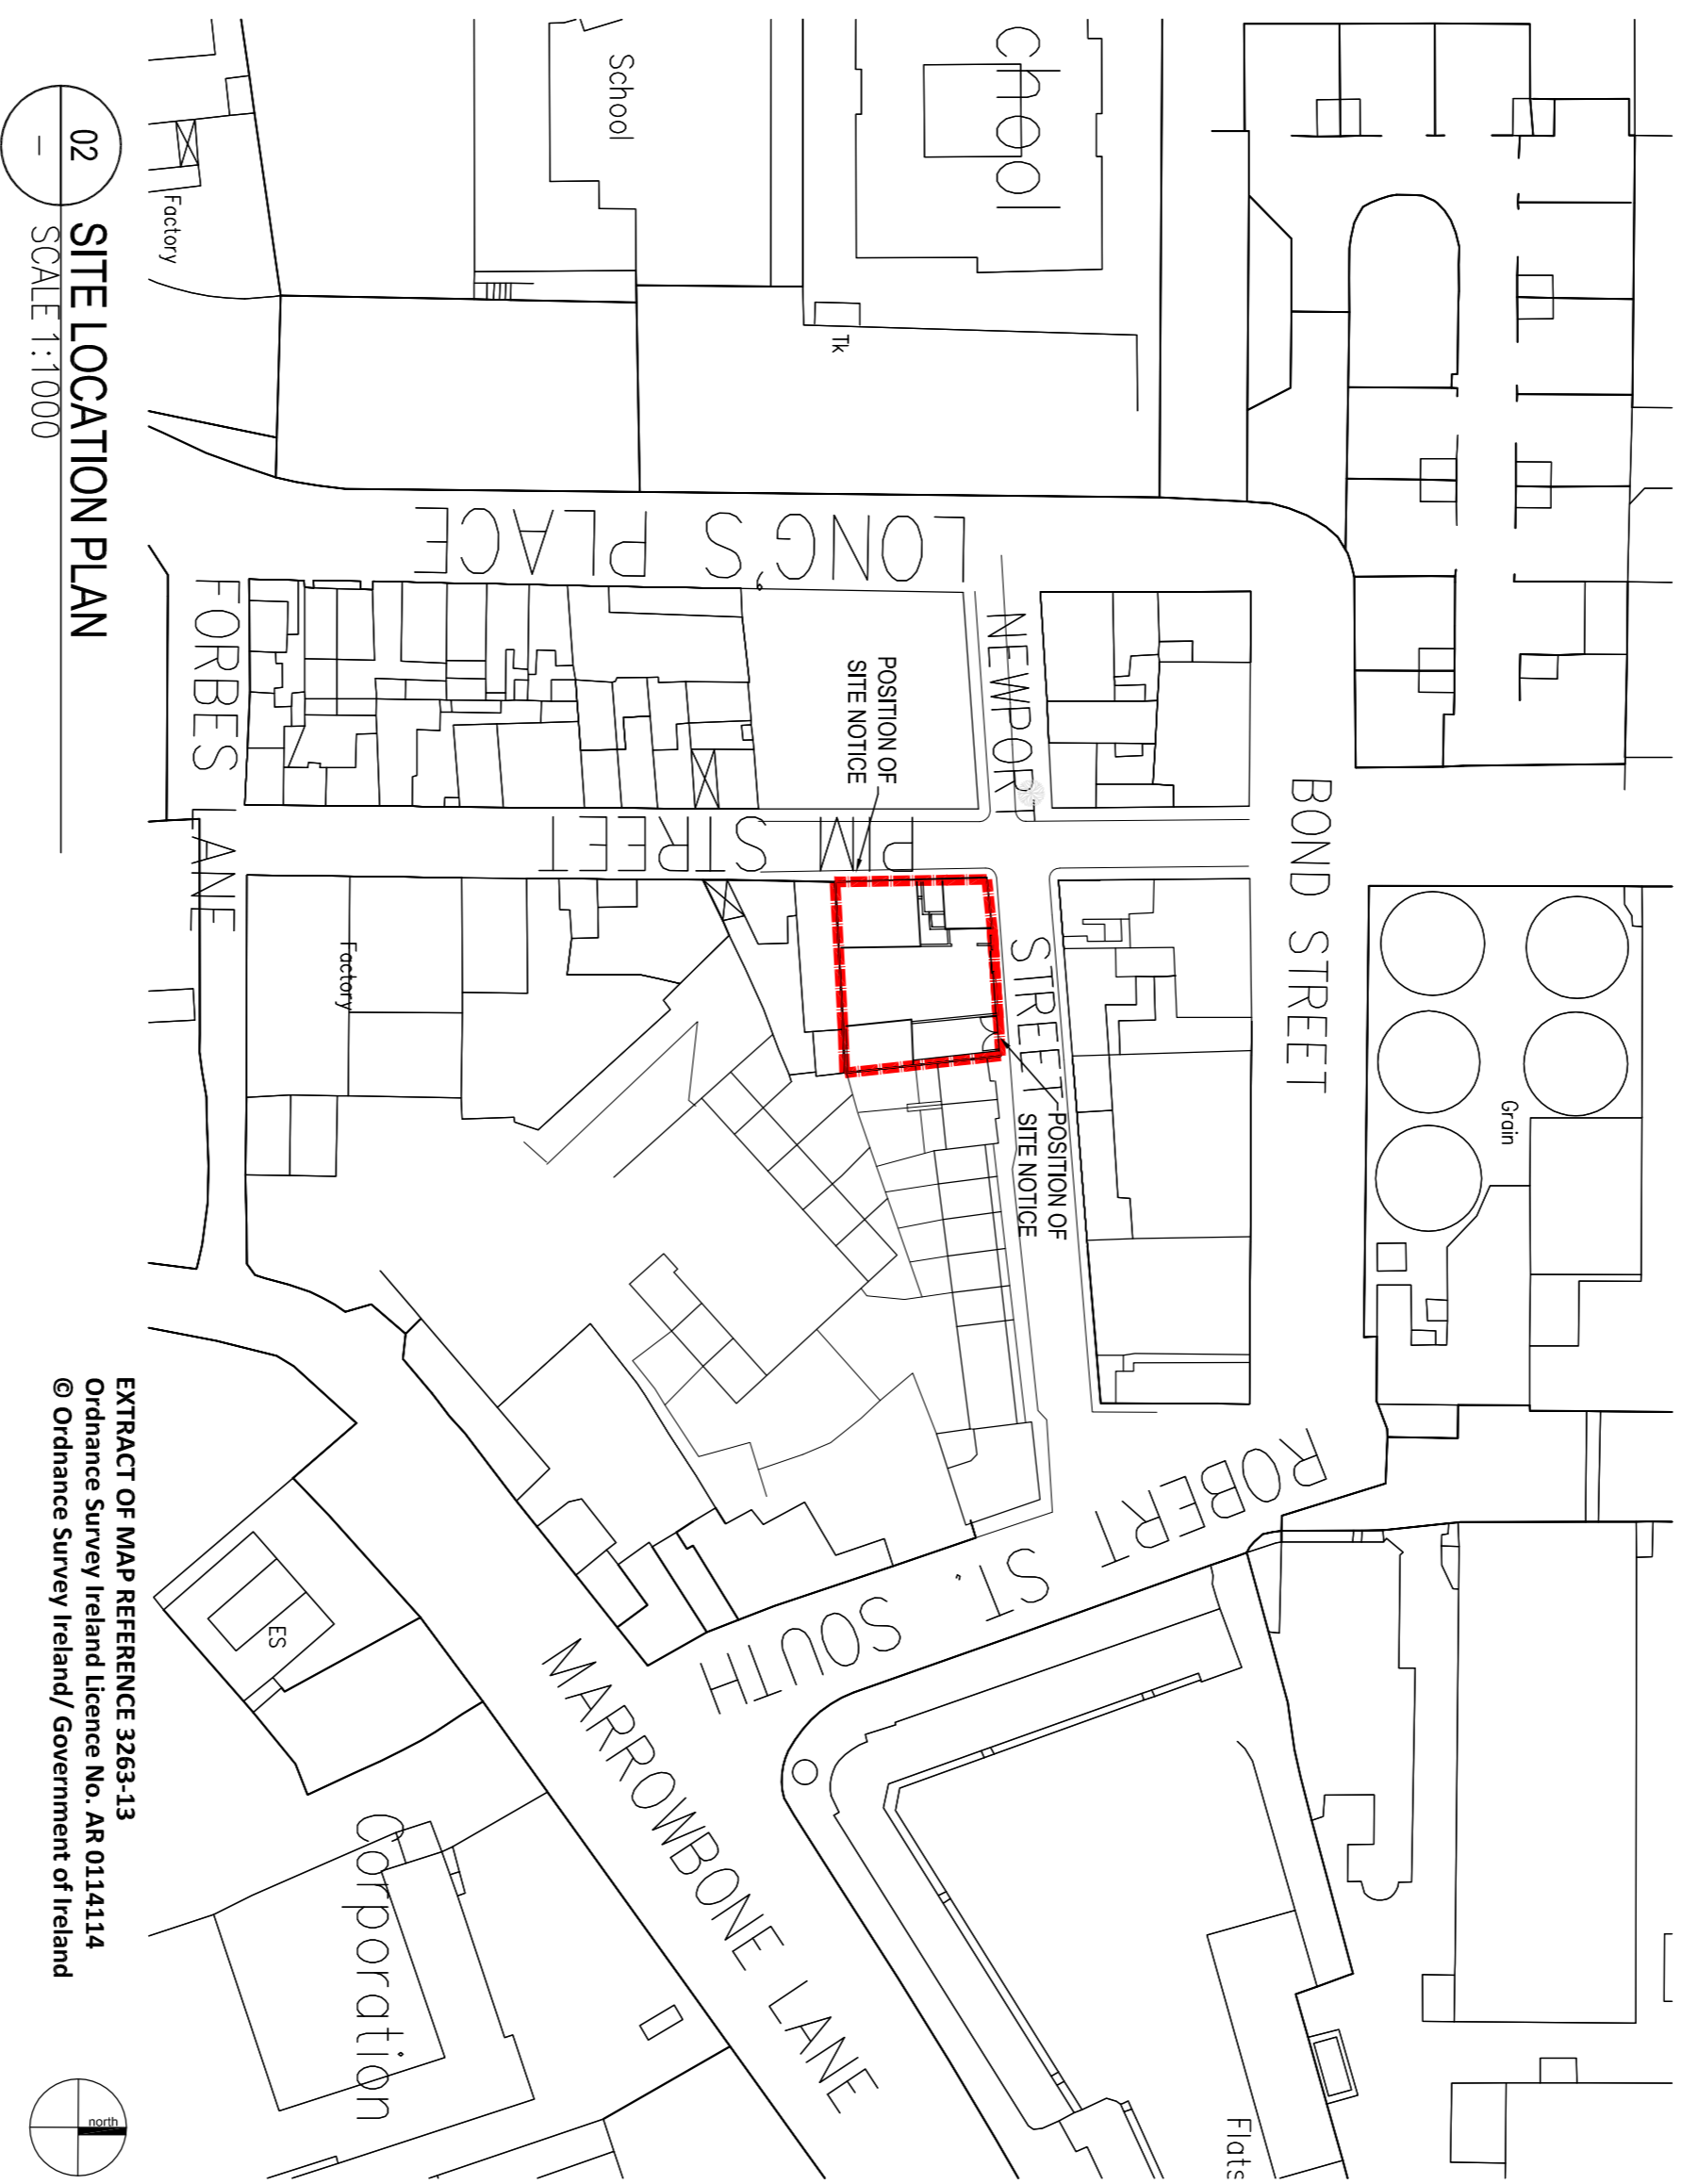 chool
School
Tk
Factory
LONG'S PLACE
NEWPORT
STREET
BOND STREET
Grain
POSITION OF
SITE NOTICE
PIM STREET
POSITION OF
SITE NOTICE
FORBES LANE
Factory
ROBERT ST. SOUTH
MARROWBONE LANE
ES
Corporation
Flats
02
–
SITE LOCATION PLAN
SCALE 1:1000
EXTRACT OF MAP REFERENCE 3263-13
Ordnance Survey Ireland Licence No. AR 0114114
© Ordnance Survey Ireland/ Government of Ireland
north